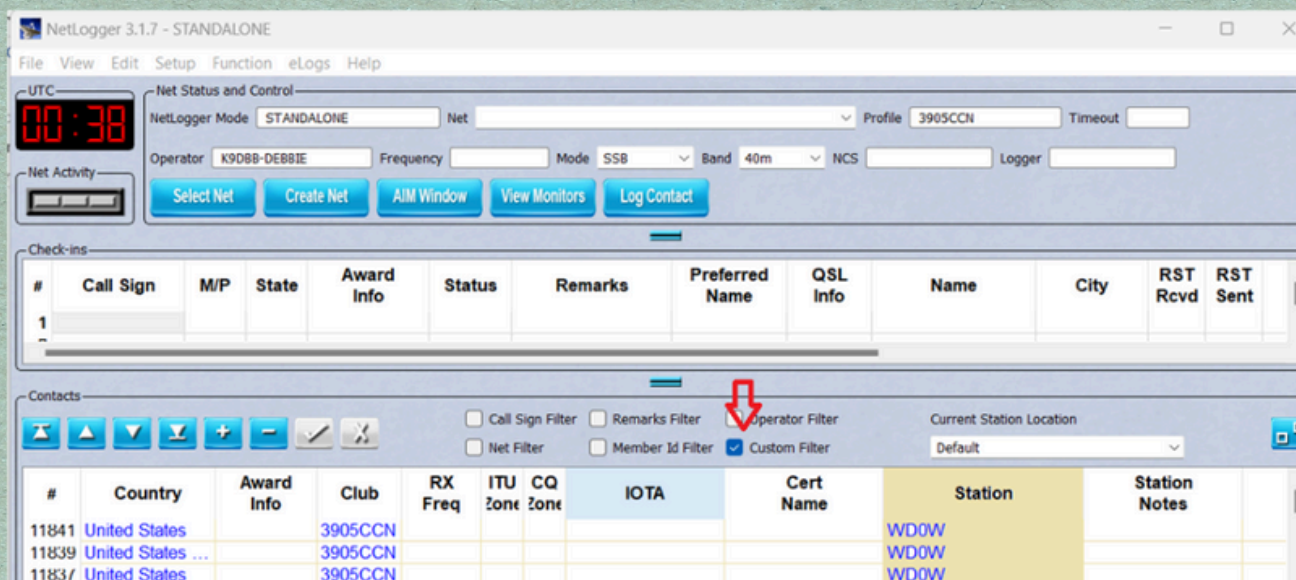 NetLogger 3.1.7 - STANDALONE
File View Edit Setup Function eLogs Help
UTC
00:38
Net Status and Control
NetLogger Mode STANDALONE Net Profile 3905CCN Timeout
Operator K9DBB-DEBBIE Frequency Mode SSB Band 40m NCS Logger
Net Activity
Select Net Create Net AIM Window View Monitors Log Contact
Check-ins
# Call Sign M/P State Award Info Status Remarks Preferred Name QSL Info Name City RST Rcvd RST Sent
1
Contacts
Call Sign Filter Remarks Filter Operator Filter Current Station Location
Net Filter Member Id Filter Custom Filter Default
# Country Award Info Club RX Freq ITU Zone CQ Zone IOTA Cert Name Station Station Notes
11841 United States 3905CCN WD0W
11839 United States ... 3905CCN WD0W
11837 United States 3905CCN WD0W